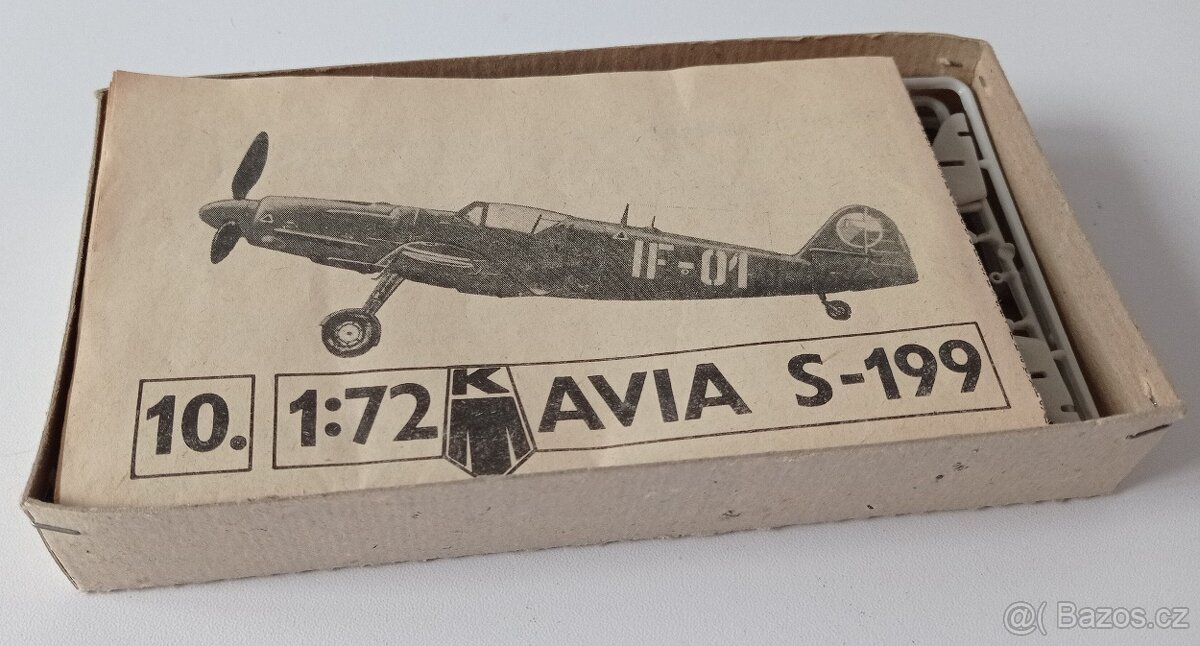 IF-01
10. 1:72 K AVIA S-199
@( Bazos.cz